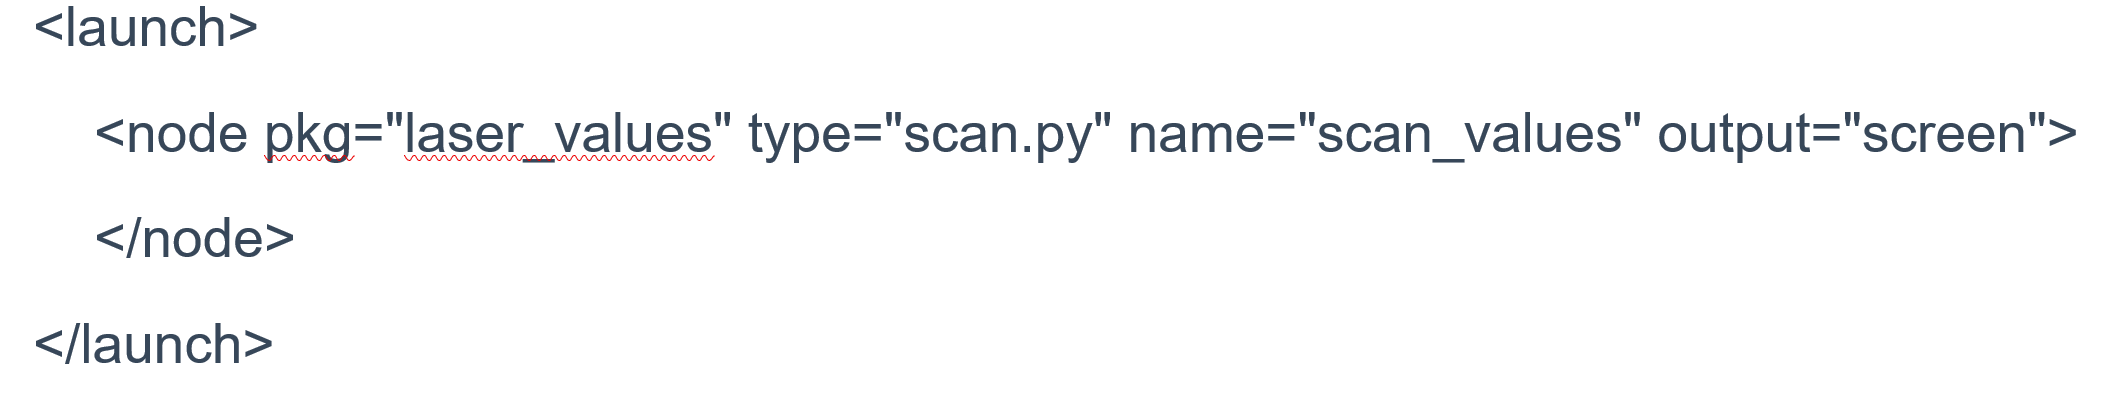 <launch>
<node pkg="laser_values" type="scan.py" name="scan_values" output="screen">
</node>
</launch>